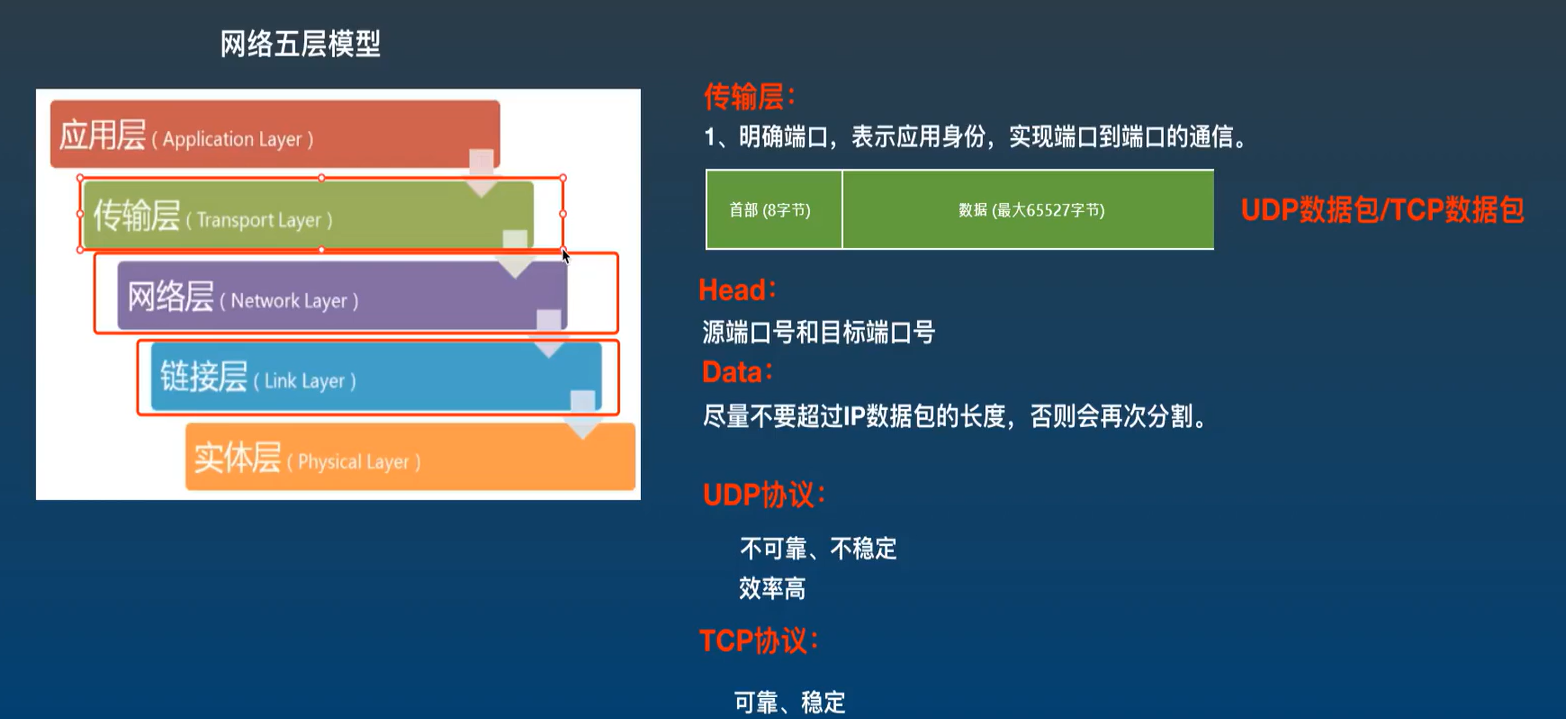 网络五层模型
应用层 ( Application Layer )
传输层 ( Transport Layer )
网络层 ( Network Layer )
链接层 ( Link Layer )
实体层 ( Physical Layer )
传输层：
1、明确端口，表示应用身份，实现端口到端口的通信。
首部 (8字节) 数据 (最大65527字节)
UDP数据包/TCP数据包
Head：
源端口号和目标端口号
Data：
尽量不要超过IP数据包的长度，否则会再次分割。
UDP协议：
不可靠、不稳定
效率高
TCP协议：
可靠、稳定